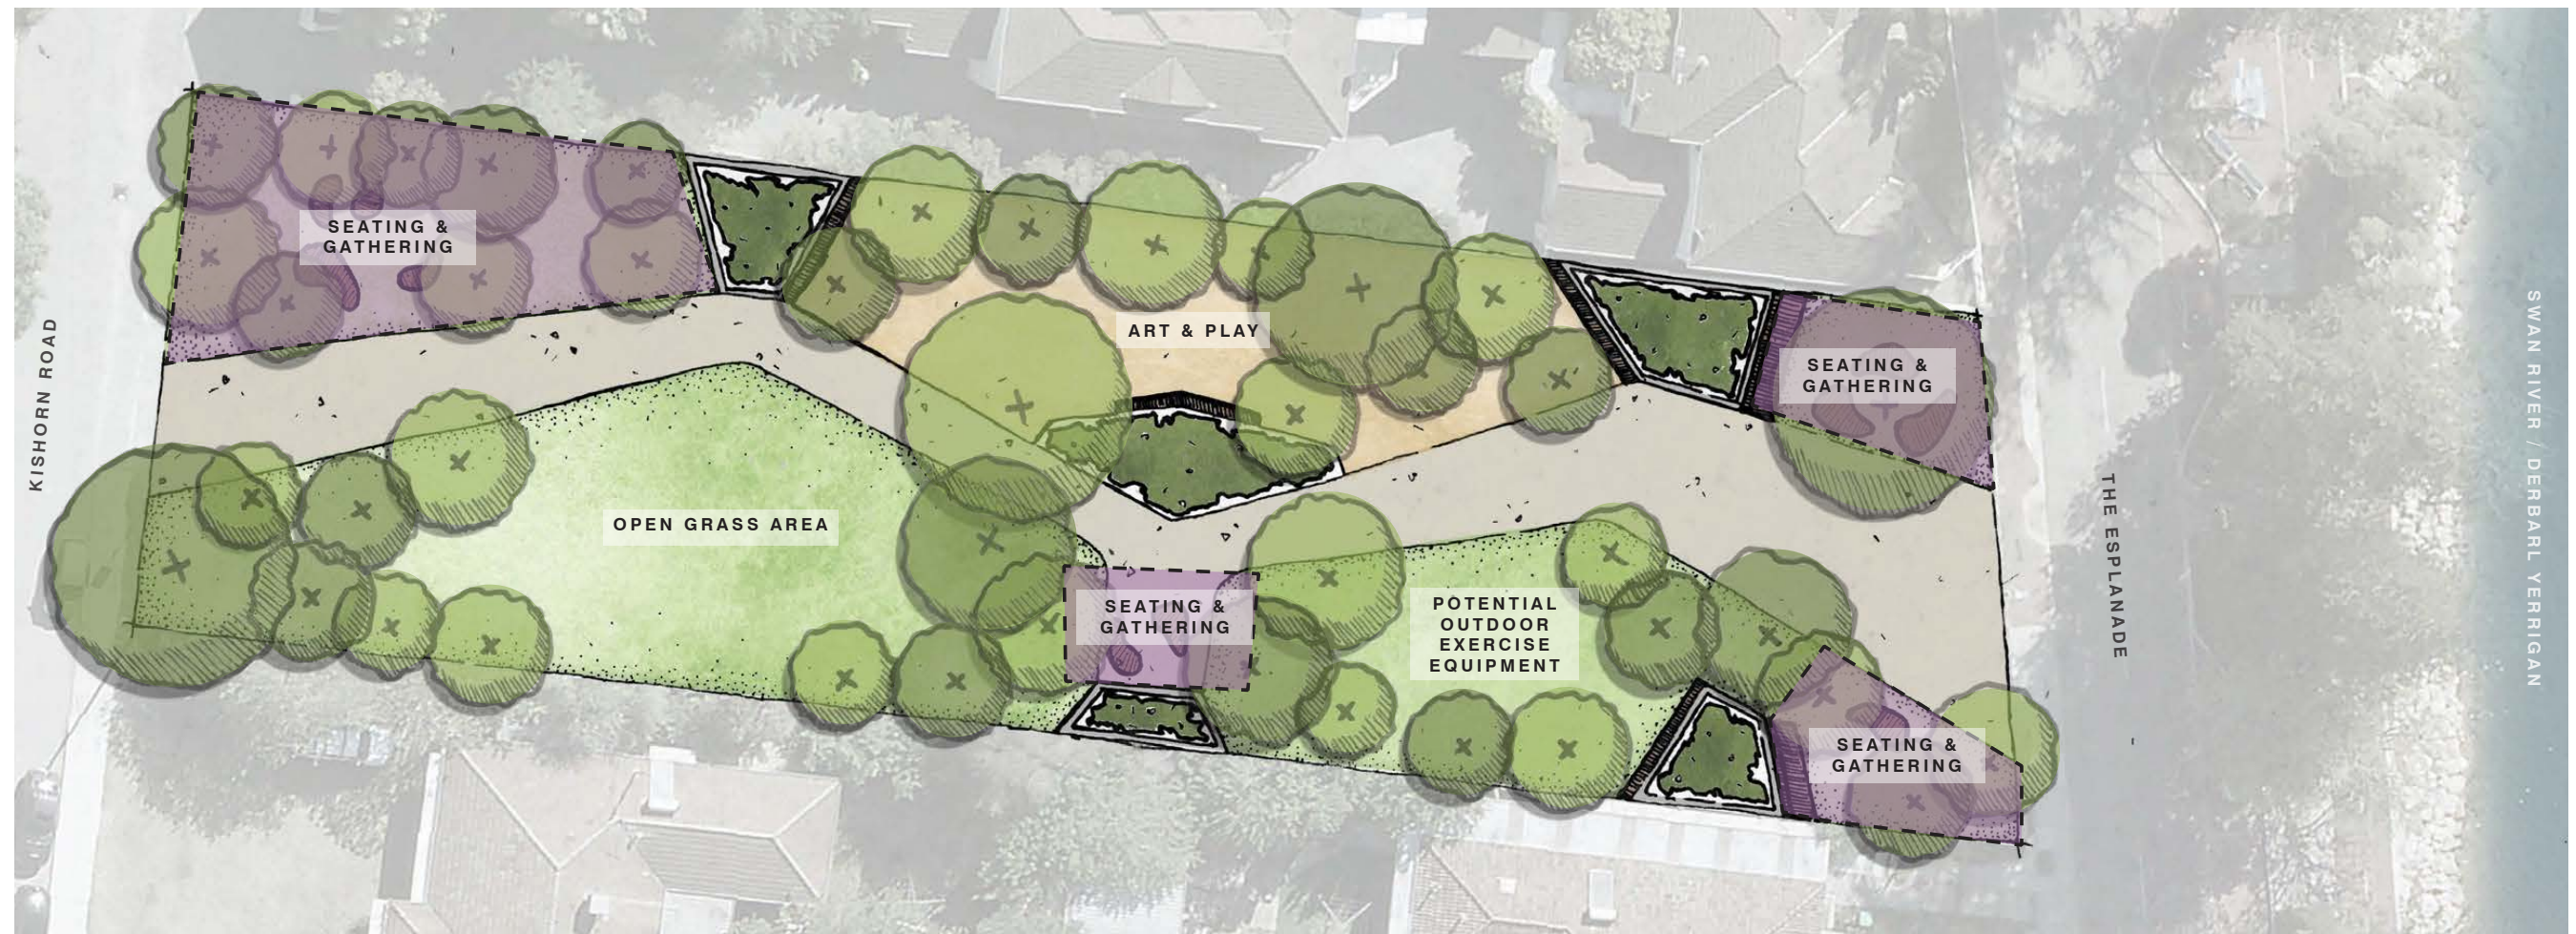 SEATING &
GATHERING
ART & PLAY
SEATING &
GATHERING
KISHORN ROAD
OPEN GRASS AREA
SEATING &
GATHERING
POTENTIAL
OUTDOOR
EXERCISE
EQUIPMENT
SEATING &
GATHERING
THE ESPLANADE
SWAN RIVER / DERBARL YERRIGAN